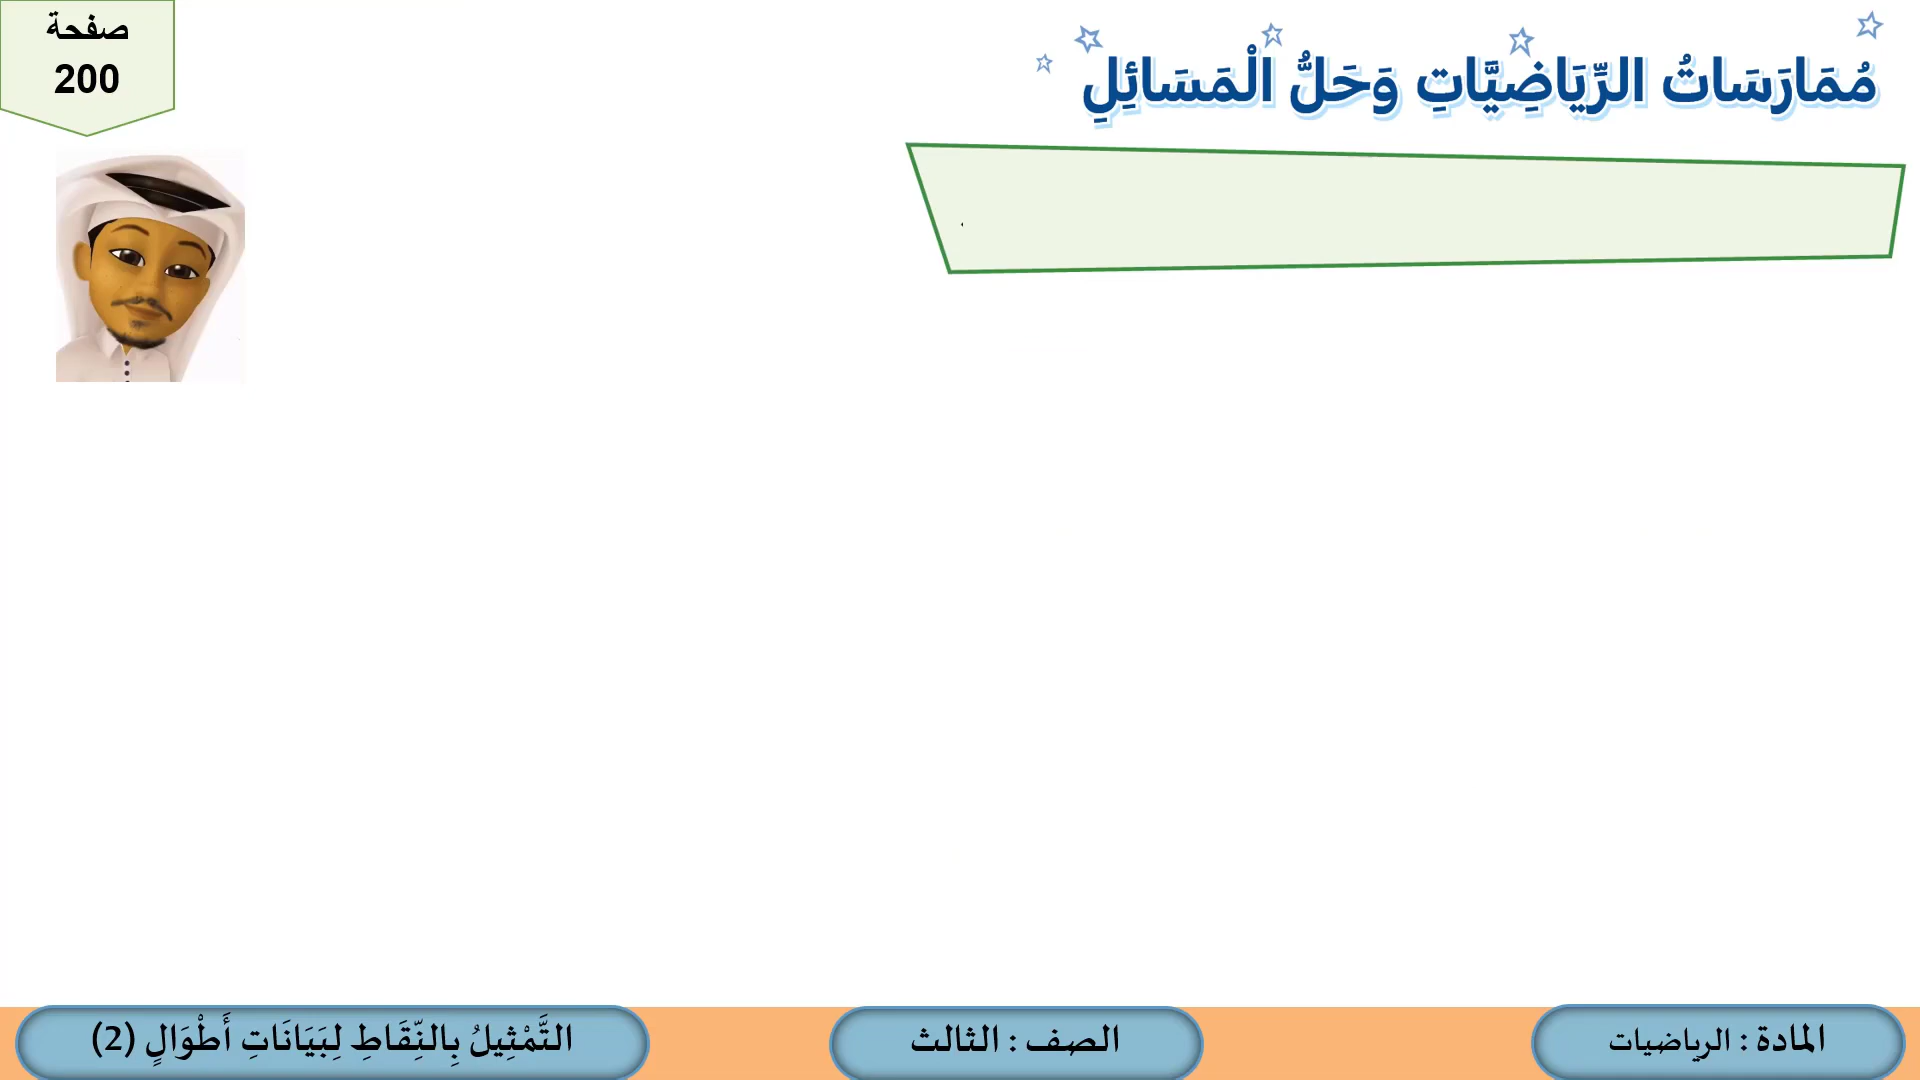 مُمَارَسَاتُ الرِّيَاضِيَّاتِ وَحَلُّ الْمَسَائِلِ
صفحة
200
المادة : الرياضيات
الصف : الثالث
التَّمْثِيلُ بِالنِّقَاطِ لِبَيَانَاتِ أَطْوَالٍ (2)